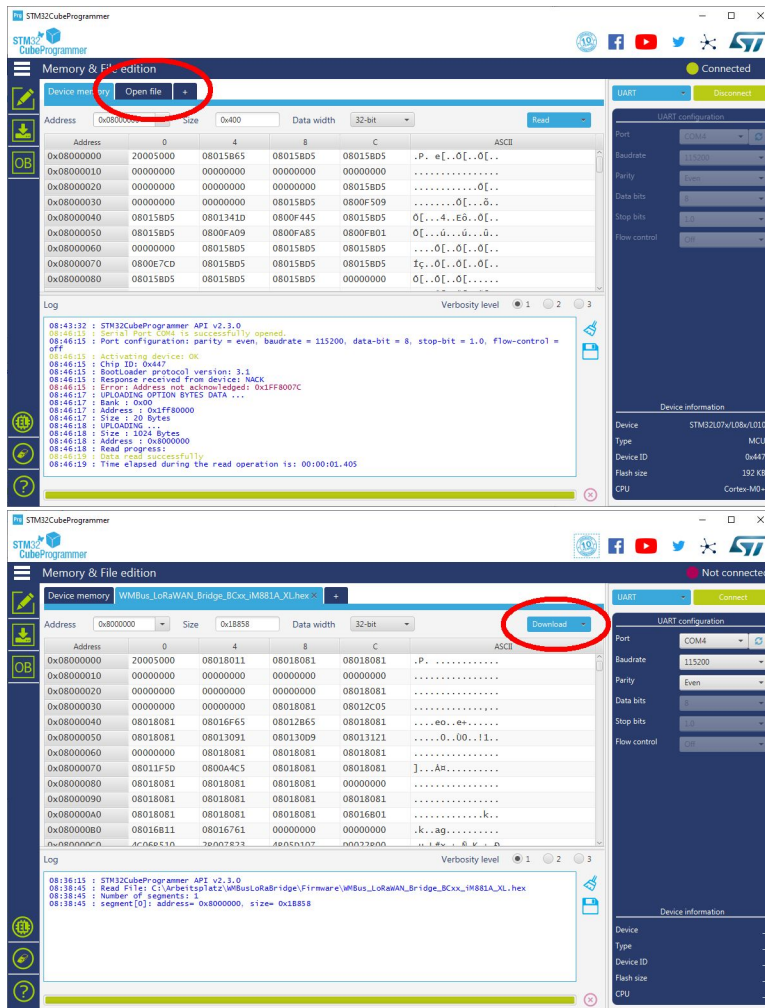 STM32CubeProgrammer
STM32
CubeProgrammer
Memory & File edition
Connected
Device memory Open file +
UART Disconnect
Address Size 0x400 Data width 32-bit Read
UART configuration
Port COM4
Baudrate 115200
Parity Even
Data bits 8
Stop bits 1.0
Flow control Off
Address 0 4 8 C ASCII
0x08000000 20005000 08015B65 08015BD5 08015BD5 .P. e[..Õ[..Õ[..
0x08000010 00000000 00000000 00000000 00000000 ................
0x08000020 00000000 00000000 00000000 08015BD5 ............Õ[..
0x08000030 00000000 00000000 08015BD5 0800F509 ........Õ[...õ..
0x08000040 08015BD5 0801341D 0800F445 08015BD5 Õ[...4..Eô..Õ[..
0x08000050 08015BD5 0800FA09 0800FA85 0800FB01 Õ[...ú...ú...û..
0x08000060 00000000 08015BD5 08015BD5 08015BD5 ....Õ[..Õ[..Õ[..
0x08000070 0800E7CD 08015BD5 08015BD5 08015BD5 Íç..Õ[..Õ[..Õ[..
0x08000080 08015BD5 08015BD5 08015BD5 00000000 Õ[..Õ[..Õ[......
Log Verbosity level 1 2 3
08:43:32 : STM32CubeProgrammer API v2.3.0
08:46:15 : Serial Port COM4 is successfully opened.
08:46:15 : Port configuration: parity = even, baudrate = 115200, data-bit = 8, stop-bit = 1.0, flow-control =
off
08:46:15 : Activating device: OK
08:46:15 : Chip ID: 0x447
08:46:15 : BootLoader protocol version: 3.1
08:46:15 : Response received from device: NACK
08:46:15 : Error: Address not acknowledged: 0x1FF8007C
08:46:17 : UPLOADING OPTION BYTES DATA ...
08:46:17 : Bank : 0x00
08:46:17 : Address : 0x1ff80000
08:46:17 : Size : 20 Bytes
08:46:18 : UPLOADING ...
08:46:18 : Size : 1024 Bytes
08:46:18 : Address : 0x8000000
08:46:18 : Read progress:
08:46:19 : Data read successfully
08:46:19 : Time elapsed during the read operation is: 00:00:01.405
Device information
Device STM32L07x/L08x/L010
Type MCU
Device ID 0x447
Flash size 192 KB
CPU Cortex-M0+
STM32CubeProgrammer
STM32
CubeProgrammer
Memory & File edition
Not connected
Device memory WMBus_LoRaWAN_Bridge_BCxx_iM881A_XL.hex × +
UART Connect
Address 0x8000000 Size 0x1B858 Data width 32-bit Download
UART configuration
Port COM4
Baudrate 115200
Parity Even
Data bits 8
Stop bits 1.0
Flow control Off
Address 0 4 8 C ASCII
0x08000000 20005000 08018011 08018081 08018081 .P. ............
0x08000010 00000000 00000000 00000000 00000000 ................
0x08000020 00000000 00000000 00000000 08018081 ................
0x08000030 00000000 00000000 08018081 08012C05 .............,..
0x08000040 08018081 08016F65 08012B65 08018081 ....eo..e+......
0x08000050 08018081 08013091 080130D9 08013121 .....0..Ù0..!1..
0x08000060 00000000 08018081 08018081 08018081 ................
0x08000070 08011F5D 0800A4C5 08018081 08018081 ]...Å¤..........
0x08000080 08018081 08018081 08018081 00000000 ................
0x08000090 08018081 08018081 08018081 08018081 ................
0x080000A0 08018081 08018081 08018081 08016B01 .............k..
0x080000B0 08016B11 08016761 00000000 00000000 .k..ag..........
Log Verbosity level 1 2 3
08:36:15 : STM32CubeProgrammer API v2.3.0
08:38:45 : Read File: C:\Arbeitsplatz\WMBusLoRaBridge\Firmware\WMBus_LoRaWAN_Bridge_BCxx_iM881A_XL.hex
08:38:45 : Number of segments: 1
08:38:45 : segment[0]: address= 0x8000000, size= 0x1B858
Device information
Device
Type
Device ID
Flash size
CPU